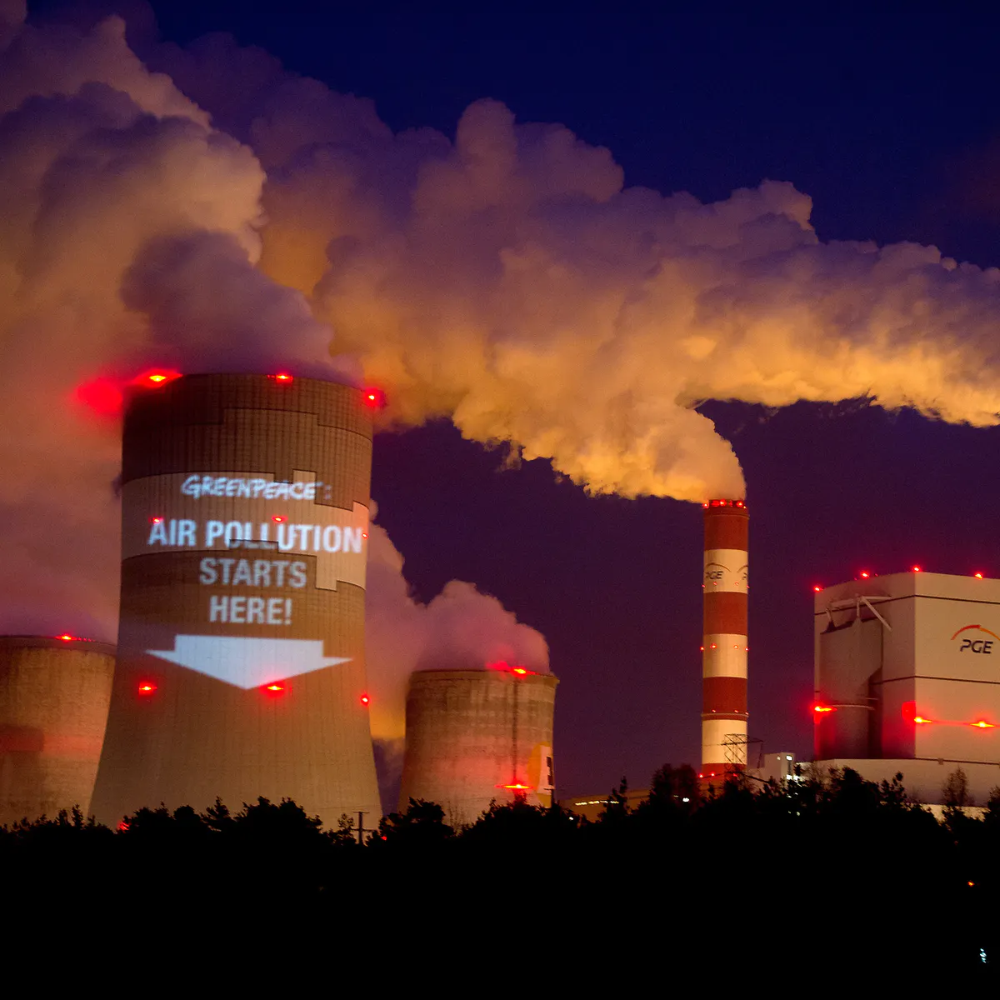 GREENPEACE:
AIR POLLUTION
STARTS
HERE!
PGE
PGE